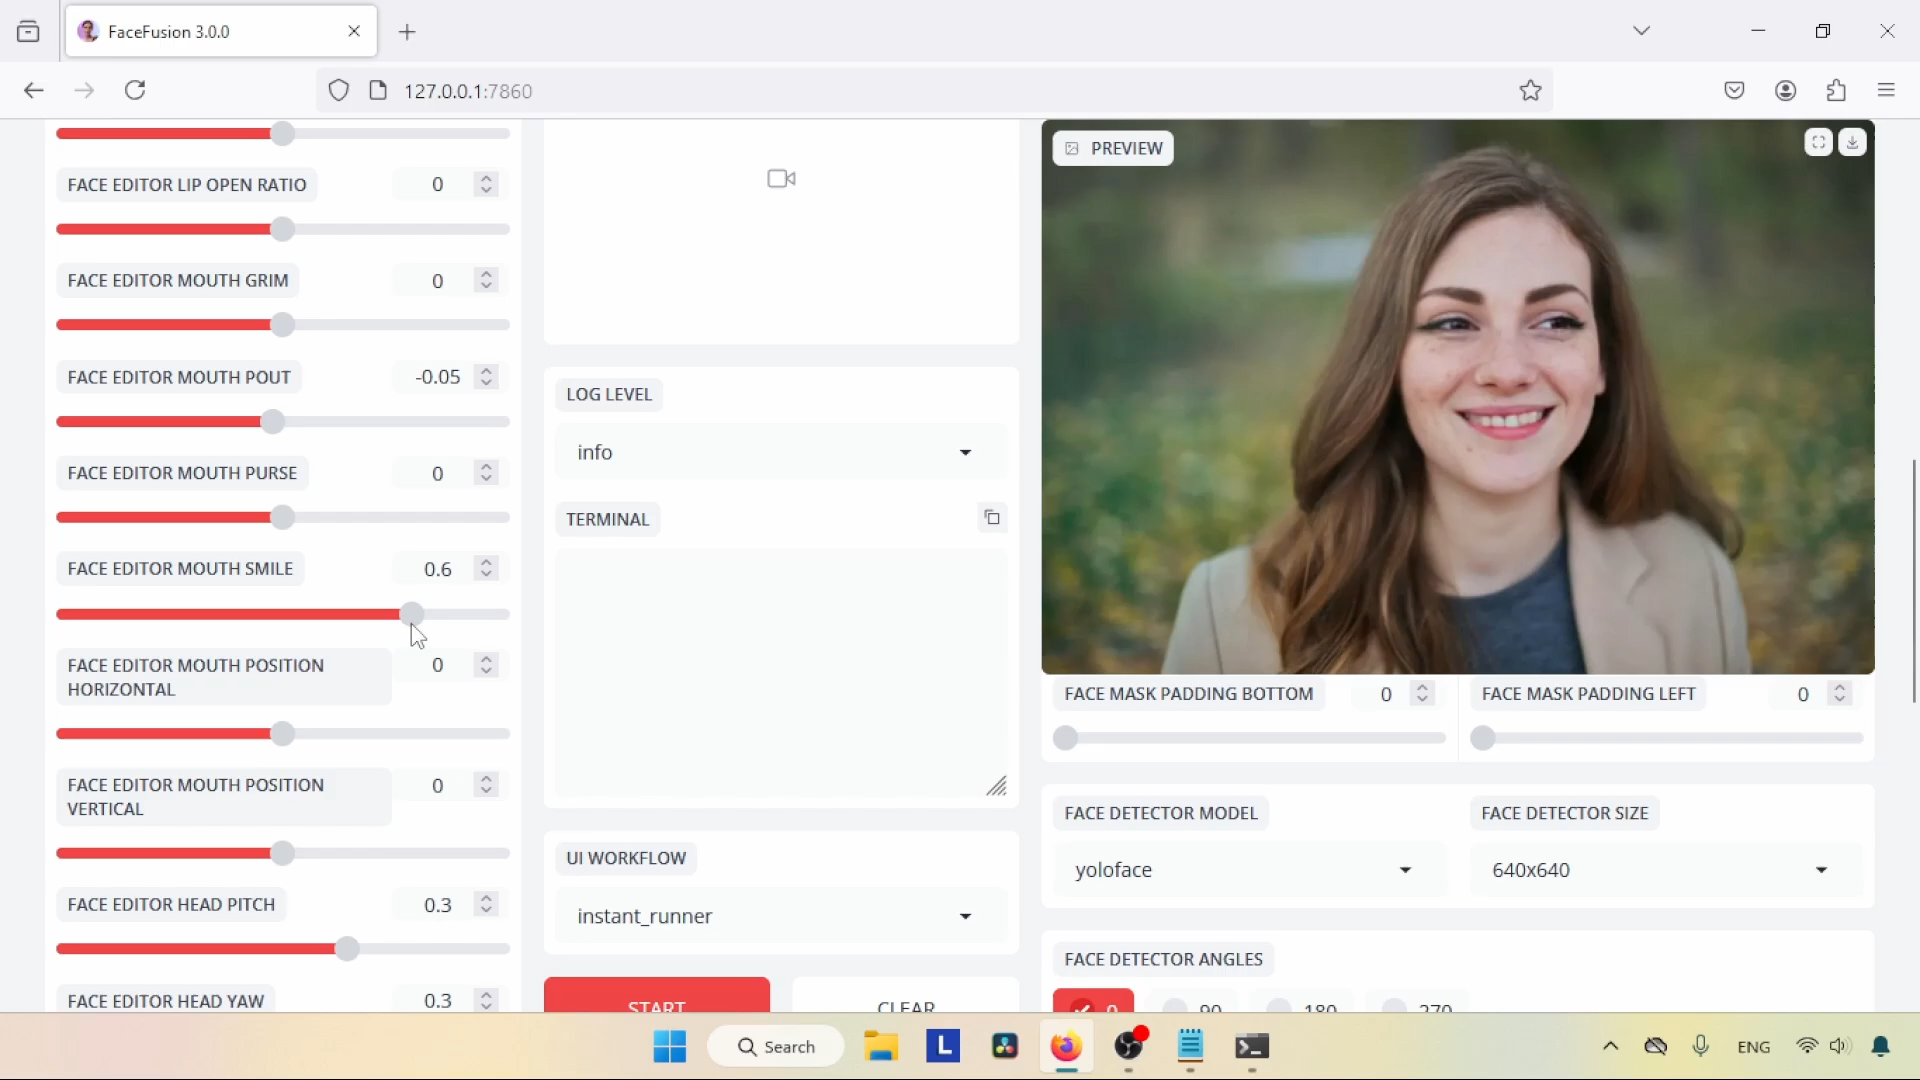 FaceFusion 3.0.0
127.0.0.1:7860
FACE EDITOR LIP OPEN RATIO
0
FACE EDITOR MOUTH GRIM
0
FACE EDITOR MOUTH POUT
-0.05
FACE EDITOR MOUTH PURSE
0
FACE EDITOR MOUTH SMILE
0.6
FACE EDITOR MOUTH POSITION
HORIZONTAL
0
FACE EDITOR MOUTH POSITION
VERTICAL
0
FACE EDITOR HEAD PITCH
0.3
FACE EDITOR HEAD YAW
0.3
LOG LEVEL
info
TERMINAL
UI WORKFLOW
instant_runner
START
CLEAR
PREVIEW
FACE MASK PADDING BOTTOM
0
FACE MASK PADDING LEFT
0
FACE DETECTOR MODEL
yoloface
FACE DETECTOR SIZE
640x640
FACE DETECTOR ANGLES
0
90
180
270
Search
L
ENG